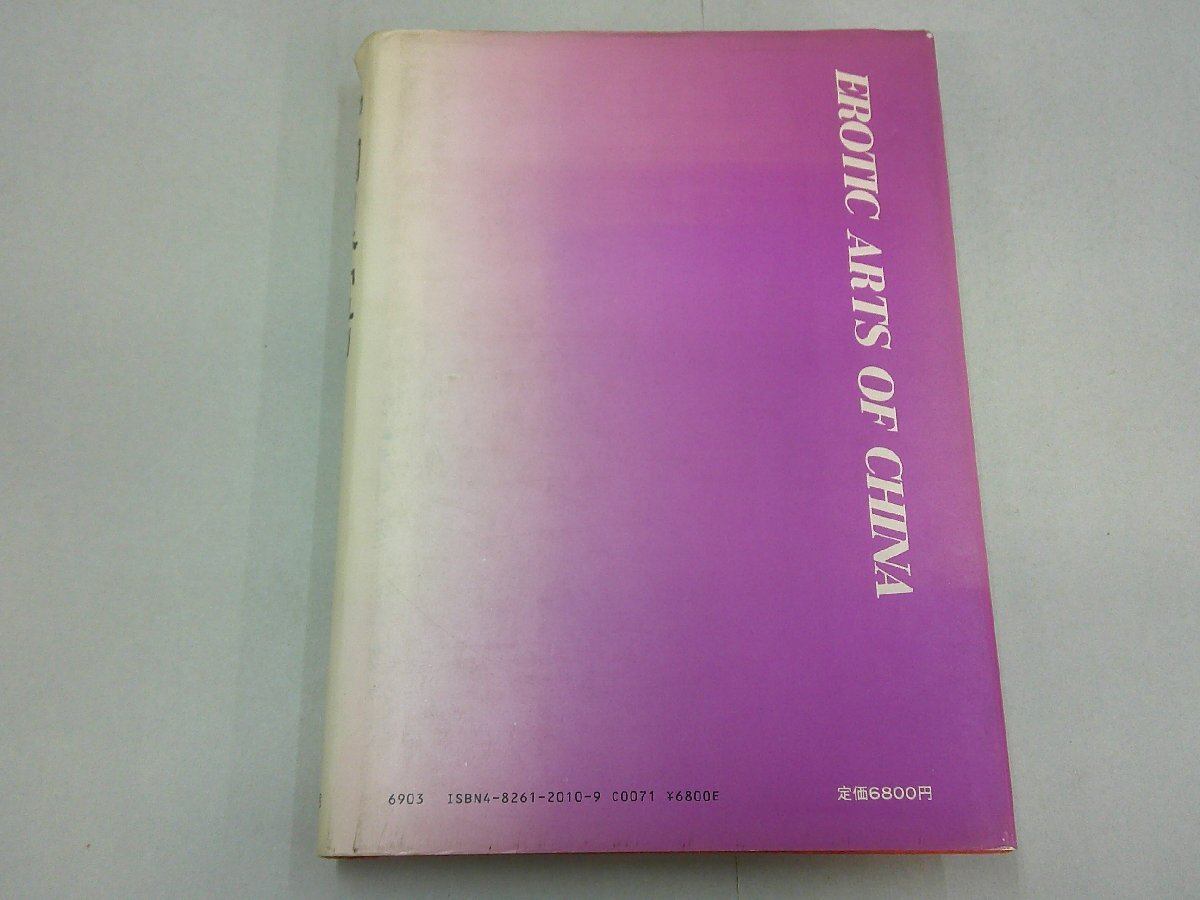 EROTIC ARTS OF CHINA
6903 ISBN4-8261-2010-9 C0071 ¥6800E
定価6800円